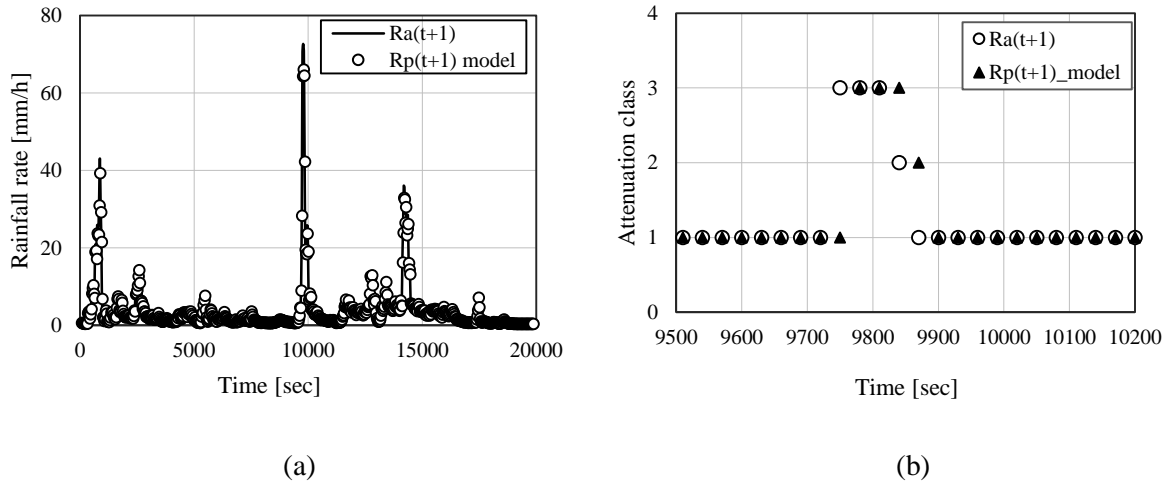 80
60
40
20
0
Rainfall rate [mm/h]
Ra(t+1)
Rp(t+1) model
0 5000 10000 15000 20000
Time [sec]
(a)
4
3
2
1
0
Attenuation class
Ra(t+1)
Rp(t+1)_model
9500 9600 9700 9800 9900 10000 10100 10200
Time [sec]
(b)